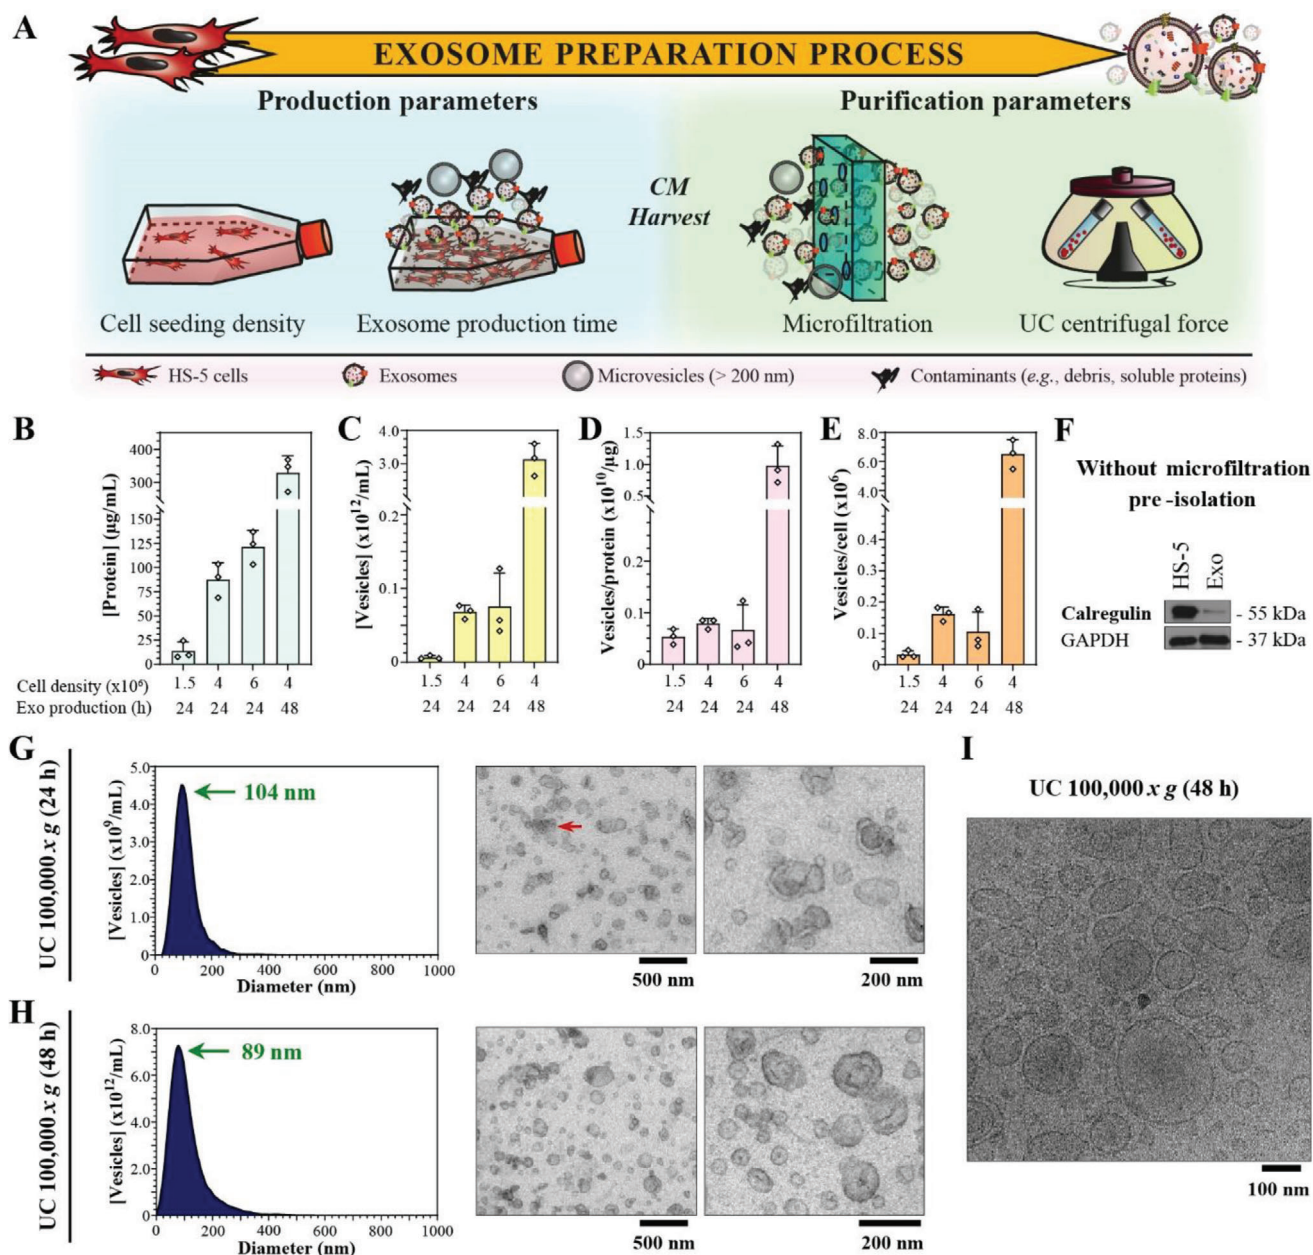 A
EXOSOME PREPARATION PROCESS
Production parameters
Purification parameters
CM
Harvest
Cell seeding density
Exosome production time
Microfiltration
UC centrifugal force
HS-5 cells
Exosomes
Microvesicles (> 200 nm)
Contaminants (e.g., debris, soluble proteins)
B
[Protein] (µg/mL)
400
300
150
125
100
75
50
25
0
Cell density (x10⁶)
1.5 4 6 4
Exo production (h)
24 24 24 48
C
[Vesicles] (x10¹²/mL)
3.0
0.2
0.1
0
1.5 4 6 4
24 24 24 48
D
Vesicles/protein (x10¹⁰/µg)
1.5
1.0
0.5
0.2
0.1
0
1.5 4 6 4
24 24 24 48
E
Vesicles/cell (x10⁶)
8.0
6.0
4.0
0.4
0.3
0.2
0.1
0
1.5 4 6 4
24 24 24 48
F
Without microfiltration
pre-isolation
HS-5
Exo
Calregulin
- 55 kDa
GAPDH
- 37 kDa
G
UC 100,000 x g (24 h)
[Vesicles] (x10⁹/mL)
5.0
4.0
3.0
2.0
1.0
0
104 nm
0 200 400 600 800 1000
Diameter (nm)
500 nm
200 nm
H
UC 100,000 x g (48 h)
[Vesicles] (x10¹²/mL)
8.0
6.0
4.0
2.0
0
89 nm
0 200 400 600 800 1000
Diameter (nm)
500 nm
200 nm
I
UC 100,000 x g (48 h)
100 nm